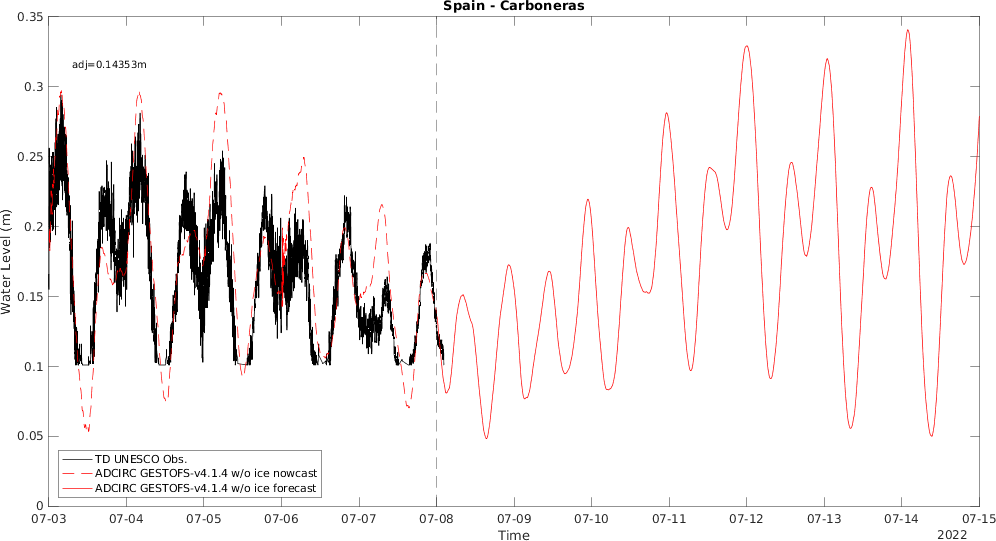 Spain - Carboneras
0.35
adj=0.14353m
0.3
0.25
0.2
Water Level (m)
0.15
0.1
0.05
TD UNESCO Obs.
ADCIRC GESTOFS-v4.1.4 w/o ice nowcast
ADCIRC GESTOFS-v4.1.4 w/o ice forecast
0
07-03 07-04 07-05 07-06 07-07 07-08 07-09 07-10 07-11 07-12 07-13 07-14 07-15
Time
2022